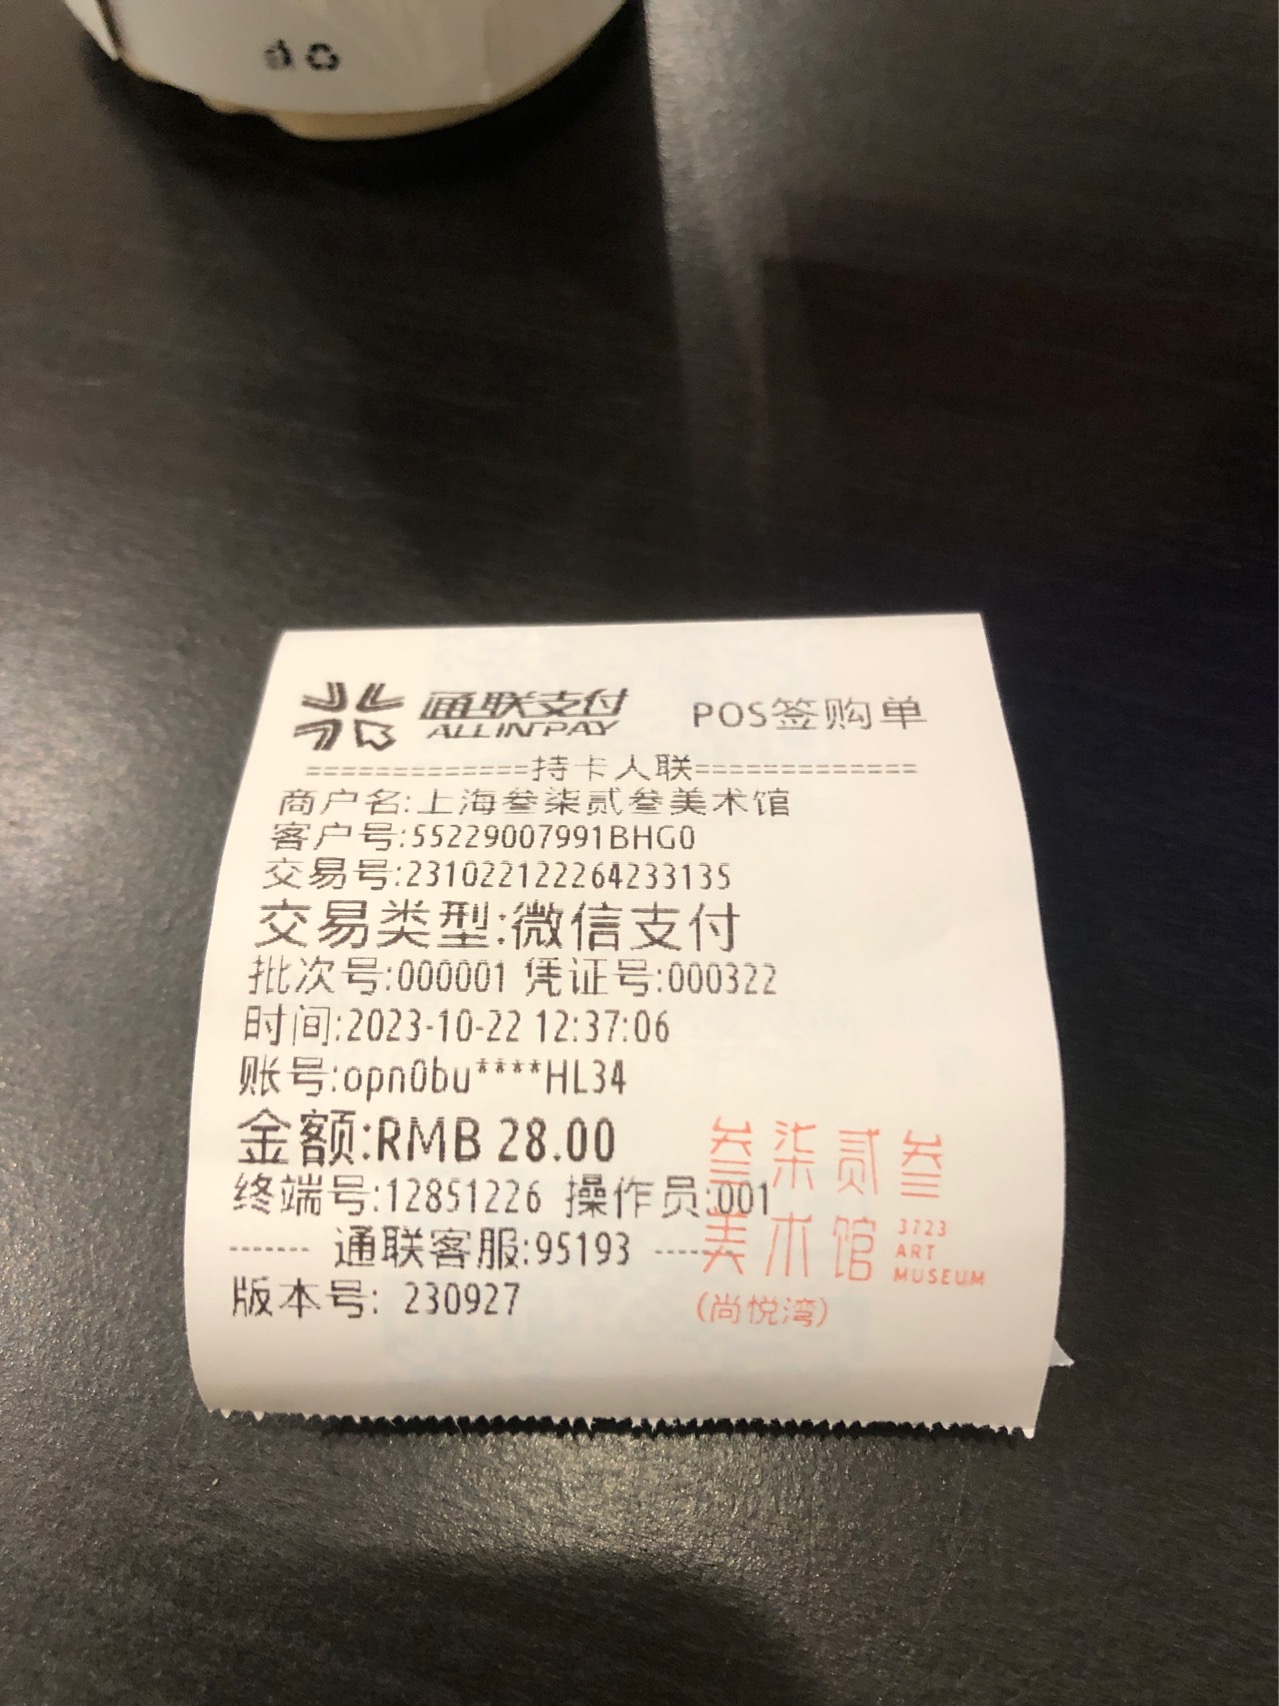 通联支付 POS签购单
ALLINPAY
=============持卡人联=============
商户名:上海叁柒贰叁美术馆
客户号:55229007991BHG0
交易号:231022122264233135
交易类型:微信支付
批次号:000001 凭证号:000322
时间:2023-10-22 12:37:06
账号:opn0bu****HL34
金额:RMB 28.00
终端号:12851226 操作员:001
------- 通联客服:95193 -----
版本号: 230927
叁柒贰叁
美术馆 3723
ART
MUSEUM
(尚悦湾)